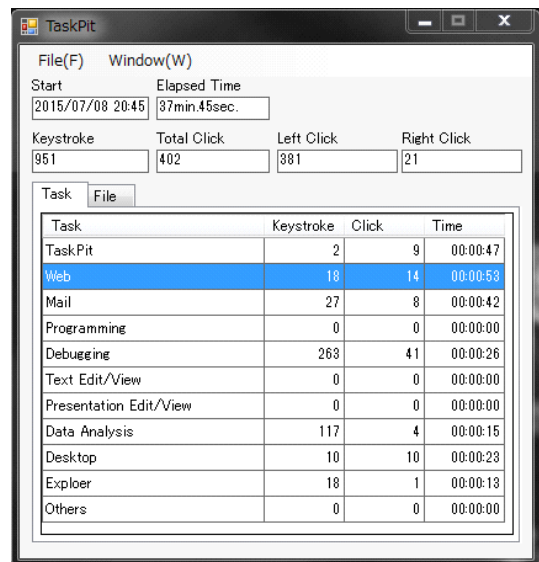 TaskPit
File(F) Window(W)
Start Elapsed Time
2015/07/08 20:45 37min.45sec.
Keystroke Total Click Left Click Right Click
951 402 381 21
Task File
Task Keystroke Click Time
TaskPit 2 9 00:00:47
Web 18 14 00:00:53
Mail 27 8 00:00:42
Programming 0 0 00:00:00
Debugging 263 41 00:00:26
Text Edit/View 0 0 00:00:00
Presentation Edit/View 0 0 00:00:00
Data Analysis 117 4 00:00:15
Desktop 10 10 00:00:23
Exploer 18 1 00:00:13
Others 0 0 00:00:00